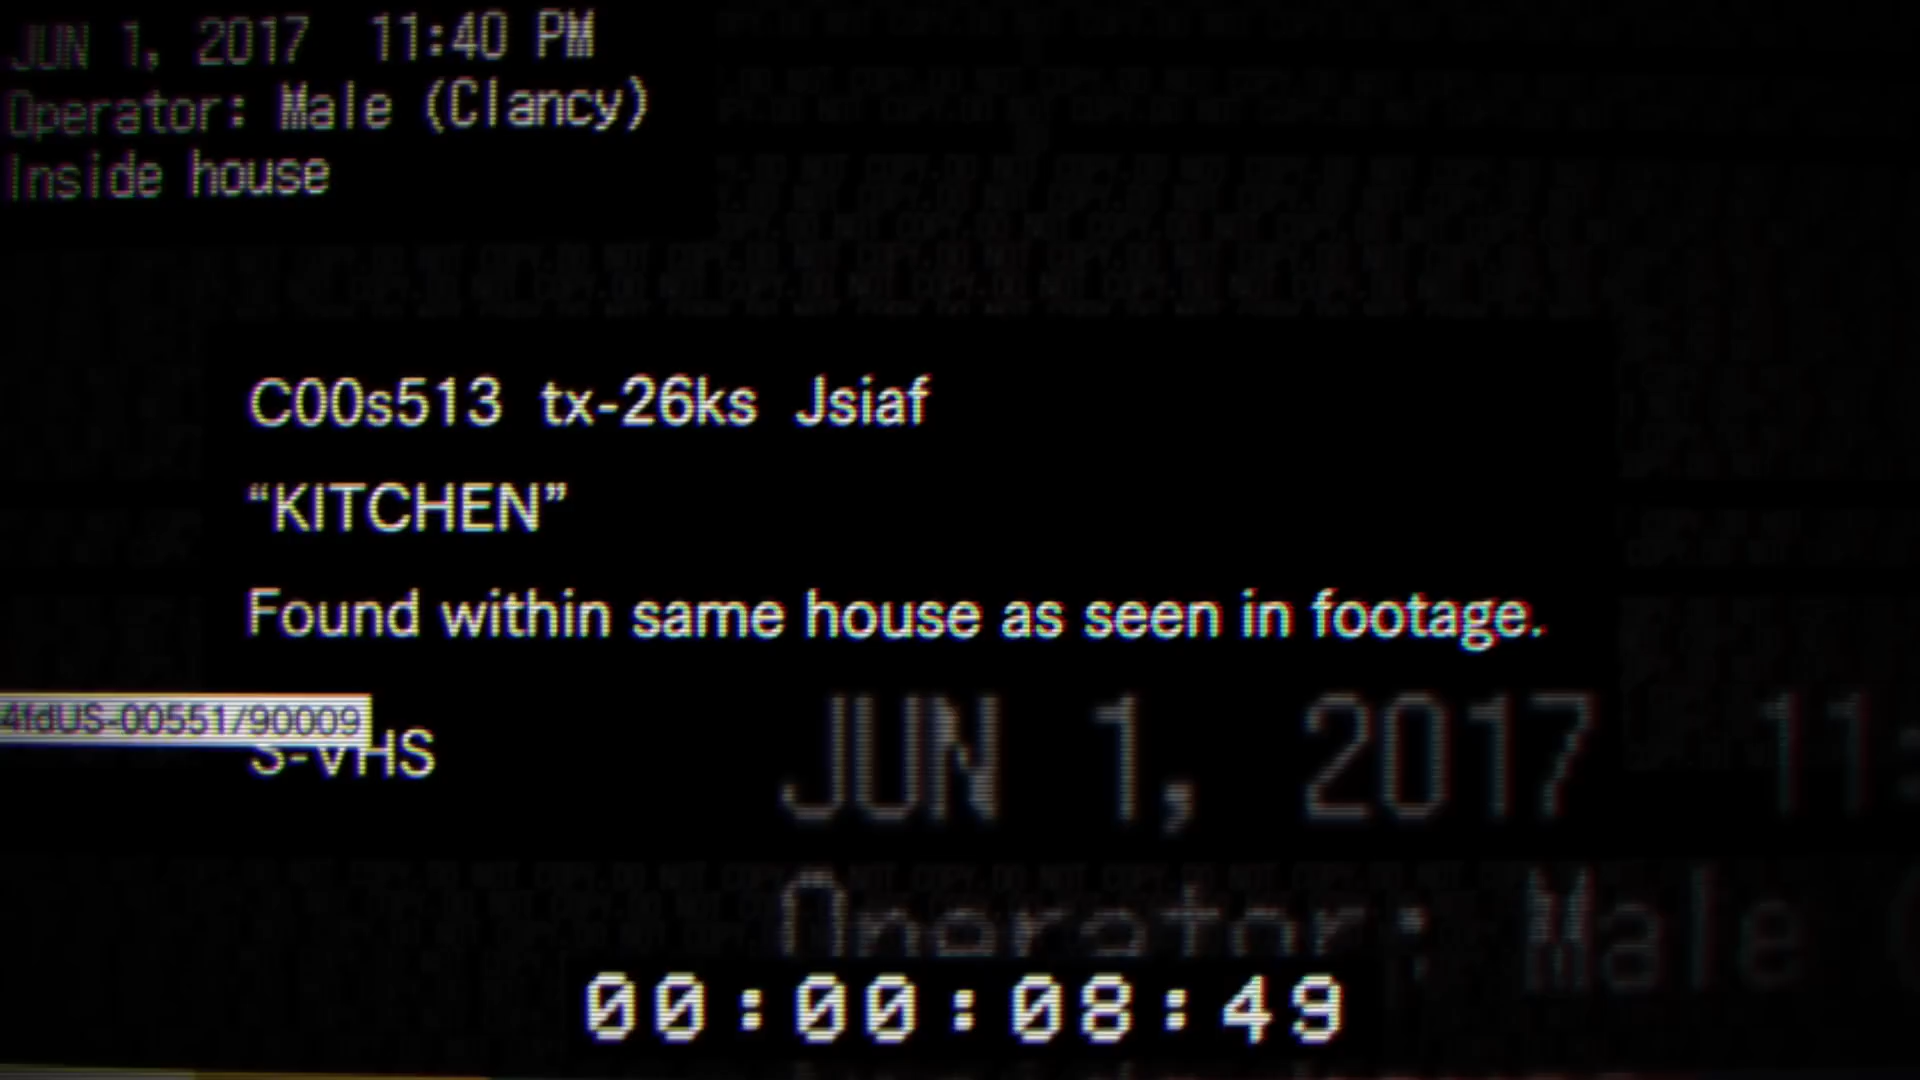 JUN 1, 2017 11:40 PM
Operator: Male (Clancy)
Inside house
C00s513 tx-26ks Jsiaf
“KITCHEN”
Found within same house as seen in footage.
4fdUS-00551/90009
S-VHS
JUN 1, 2017 11:
Operator: Male (
00:00:08:49